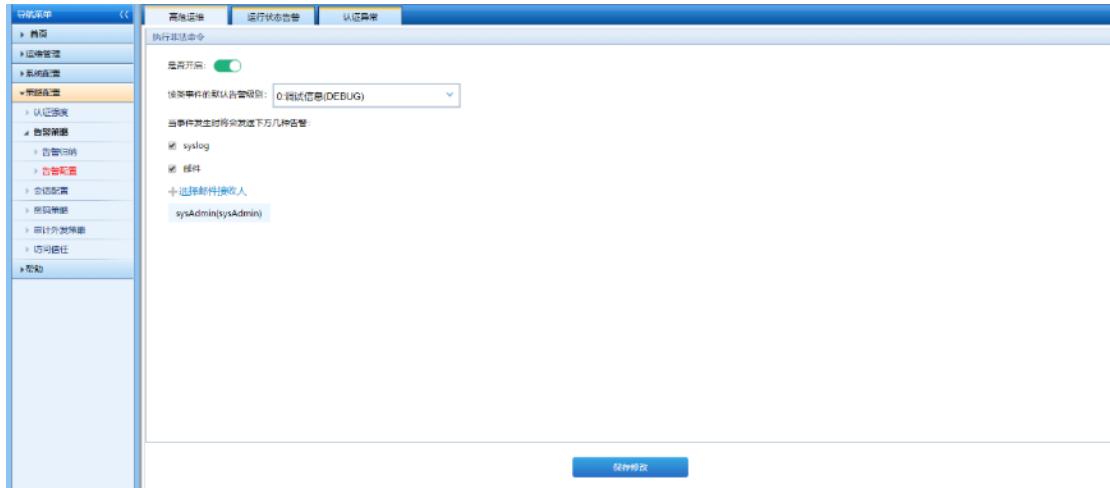 导航菜单
首页
运维管理
系统配置
策略配置
认证强度
告警策略
告警归纳
告警配置
会话配置
密码策略
审计外发策略
访问信任
帮助
高危运维 运行状态告警 认证异常
执行非法命令
是否开启:
该类事件的默认告警级别: 0:调试信息(DEBUG)
当事件发生时将会发送下方几种告警:
syslog
邮件
选择邮件接收人
sysAdmin(sysAdmin)
保存修改